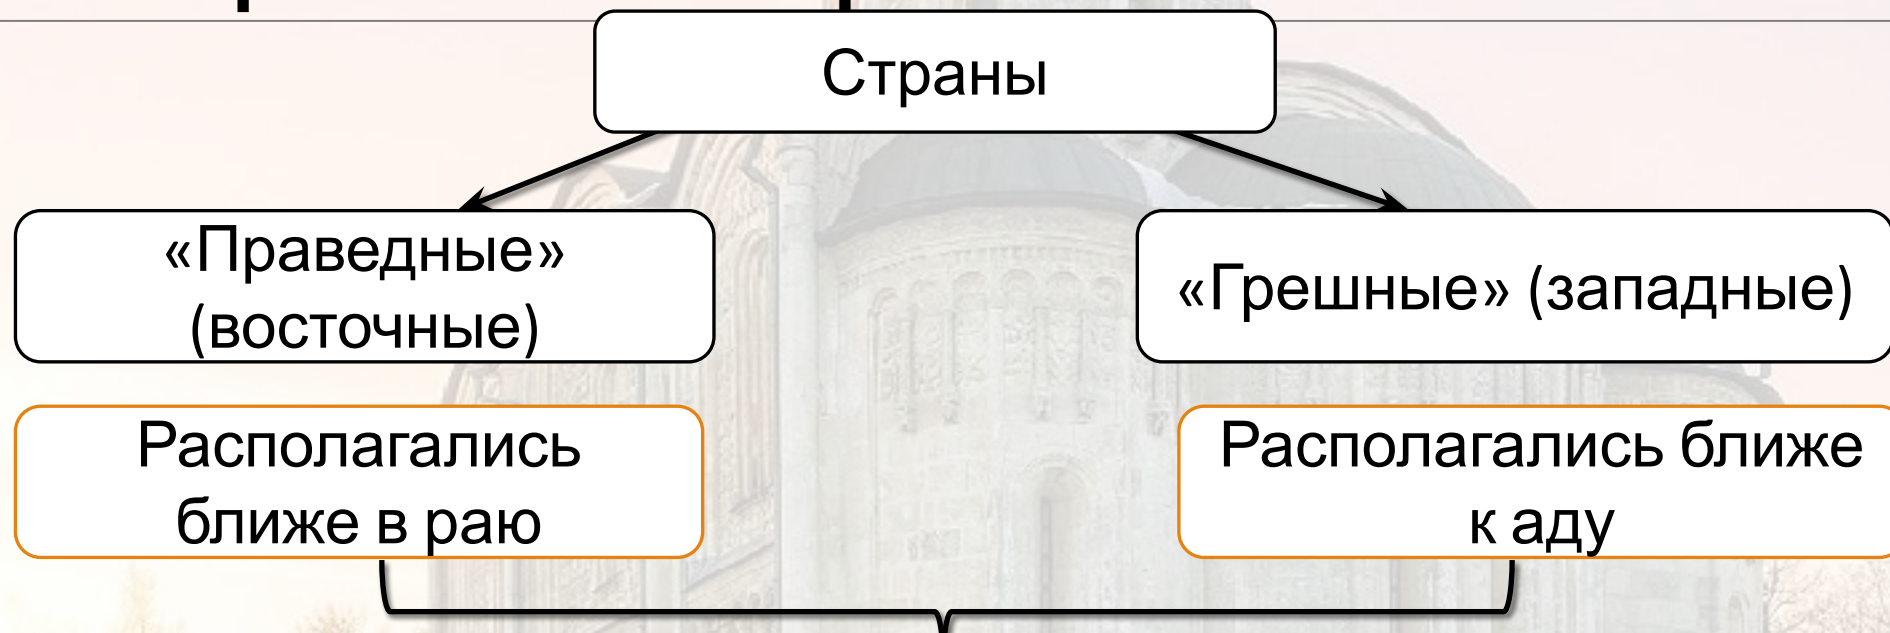 Страны
«Праведные»
(восточные)
«Грешные» (западные)
Располагались
ближе в раю
Располагались ближе
к аду